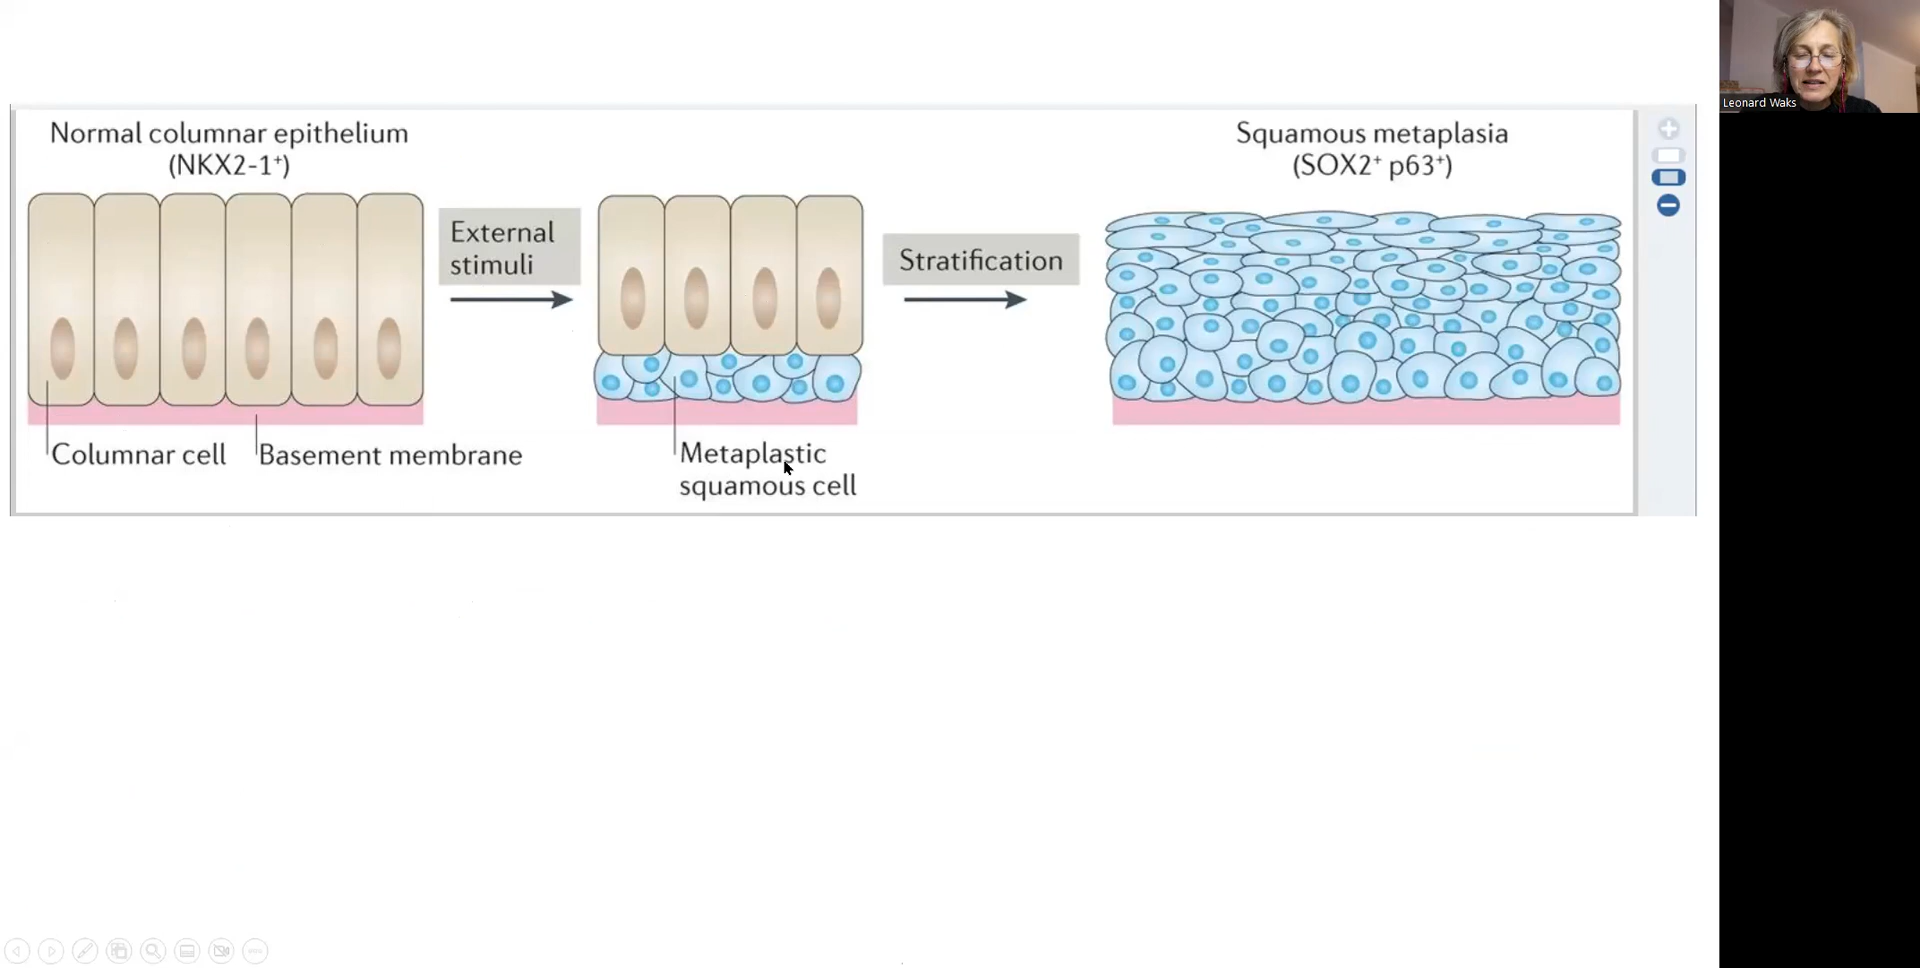 Normal columnar epithelium
(NKX2-1⁺)
External
stimuli
Columnar cell
Basement membrane
Metaplastic
squamous cell
Stratification
Squamous metaplasia
(SOX2⁺ p63⁺)
Leonard Waks